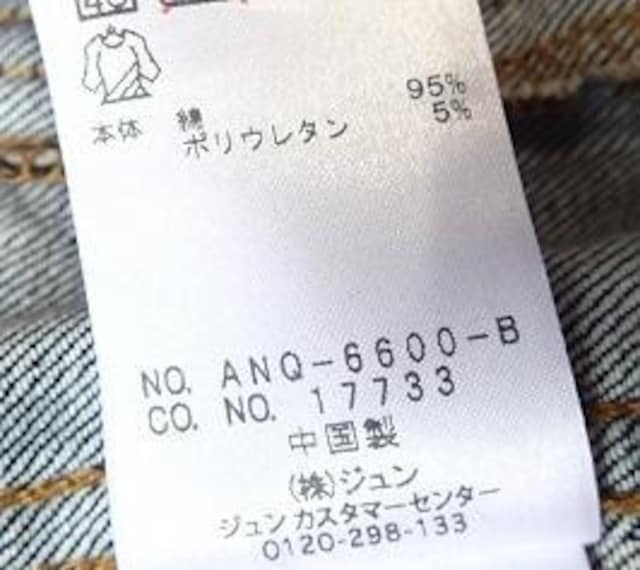 本体 綿 95%
ポリウレタン 5%
NO. ANQ-6600-B
CO. NO. 17733
中国製
(株)ジュン
ジュンカスタマーセンター
0120-298-133